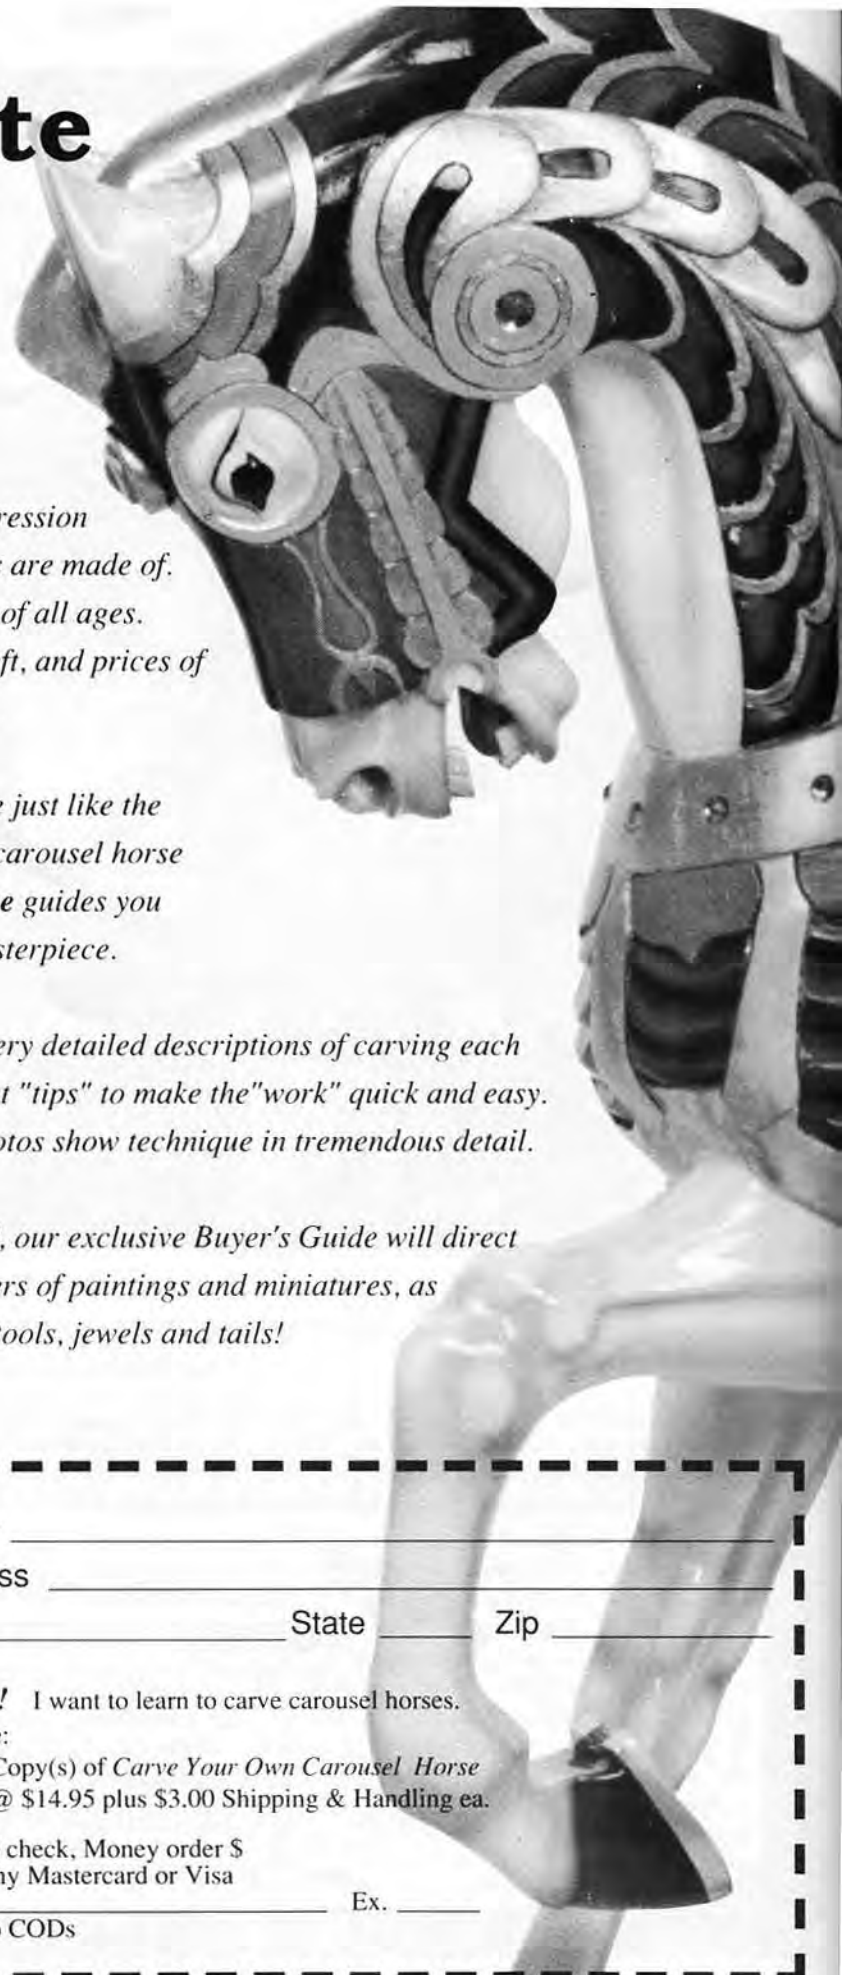 te
ression
are made of.
of all ages.
ft, and prices of
just like the
carousel horse
e guides you
sterpiece.
ery detailed descriptions of carving each
t "tips" to make the"work" quick and easy.
otos show technique in tremendous detail.
, our exclusive Buyer's Guide will direct
ers of paintings and miniatures, as
tools, jewels and tails!
ss
State Zip
! I want to learn to carve carousel horses.
e:
Copy(s) of Carve Your Own Carousel Horse
@ $14.95 plus $3.00 Shipping & Handling ea.
check, Money order $
ny Mastercard or Visa
Ex.
CODs